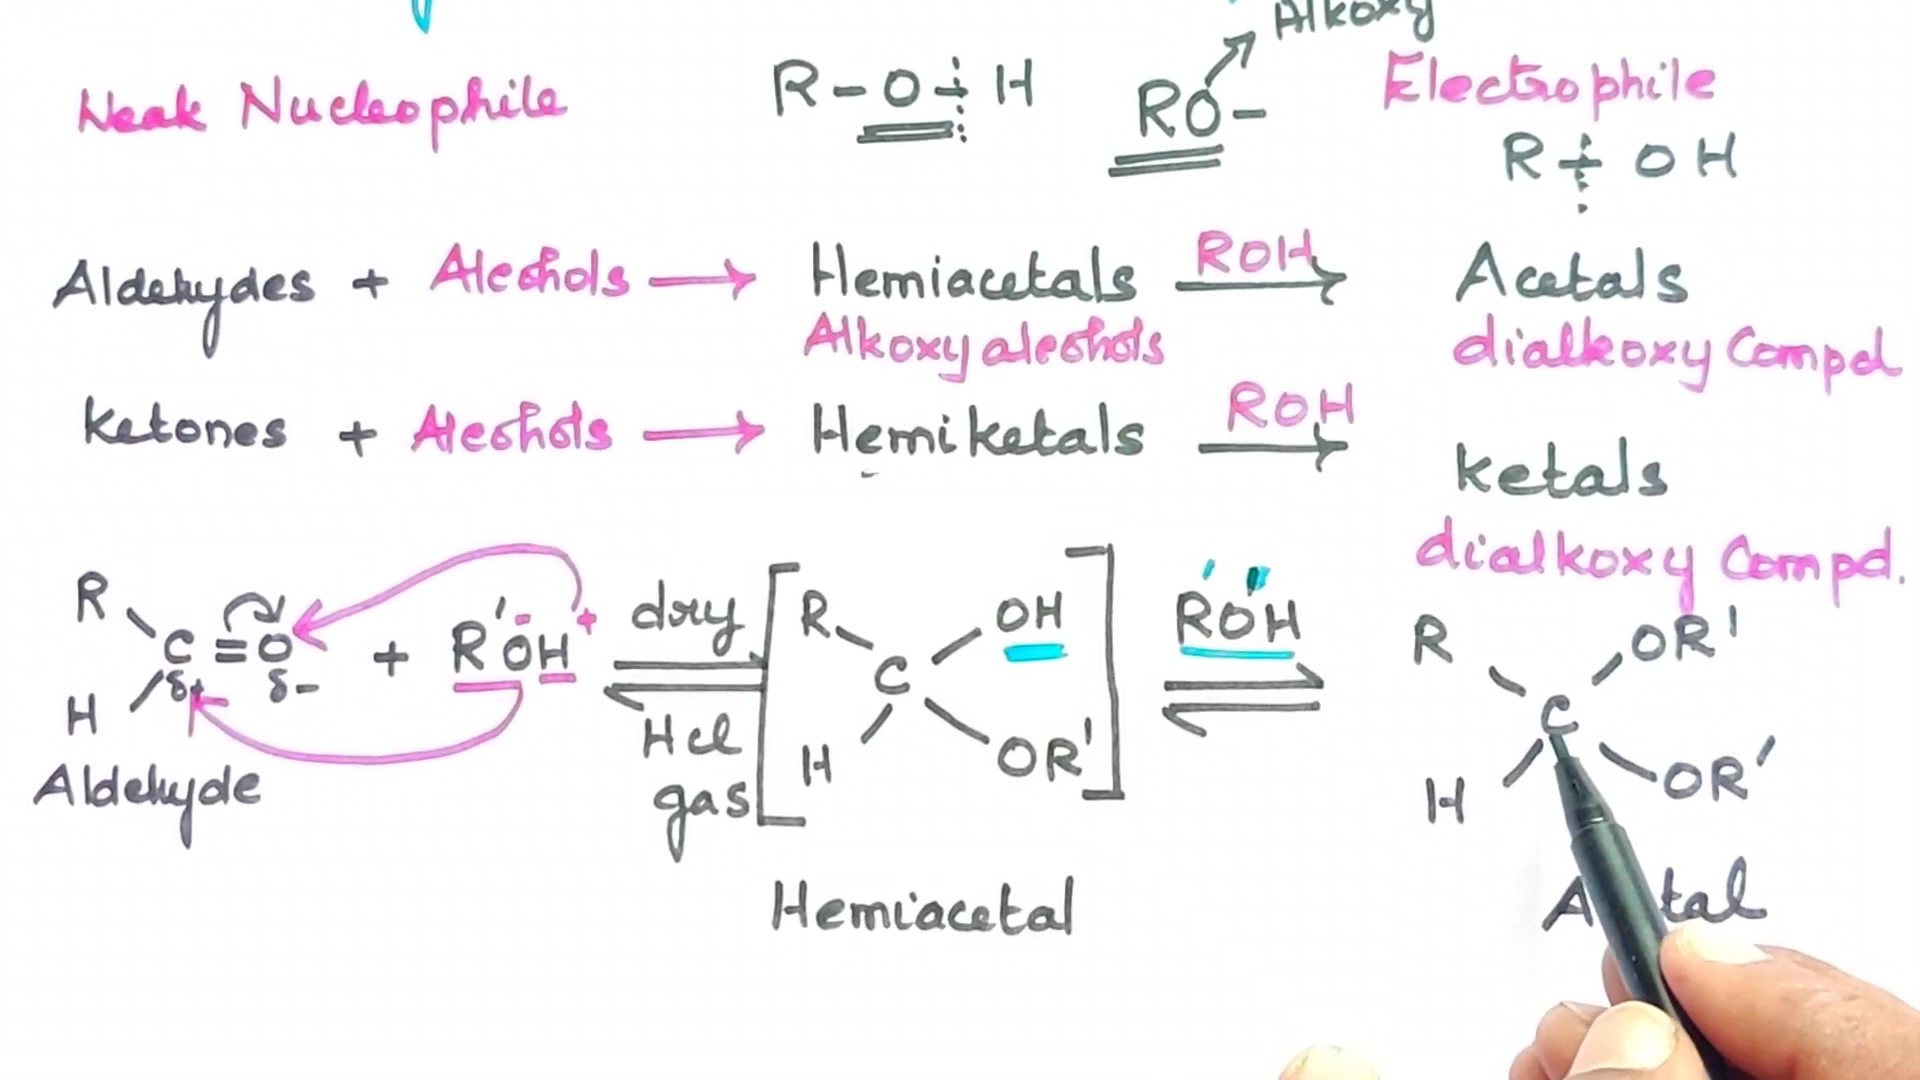 Alkoxy
Weak Nucleophile R-O-H RO- Electrophile
R+OH
Aldehydes + Alcohols → Hemiacetals ROH→ Acetals
Alkoxy alcohols dialkoxy Compd
Ketones + Alcohols → Hemiketals ROH→ Ketals
dialkoxy Compd.
R H C=O δ+ δ- + R'ŌH+ ⇌ dry HCl gas [R H C OH OR'] R'OH ⇌ R H C OR' OR'
Aldehyde
Hemiacetal